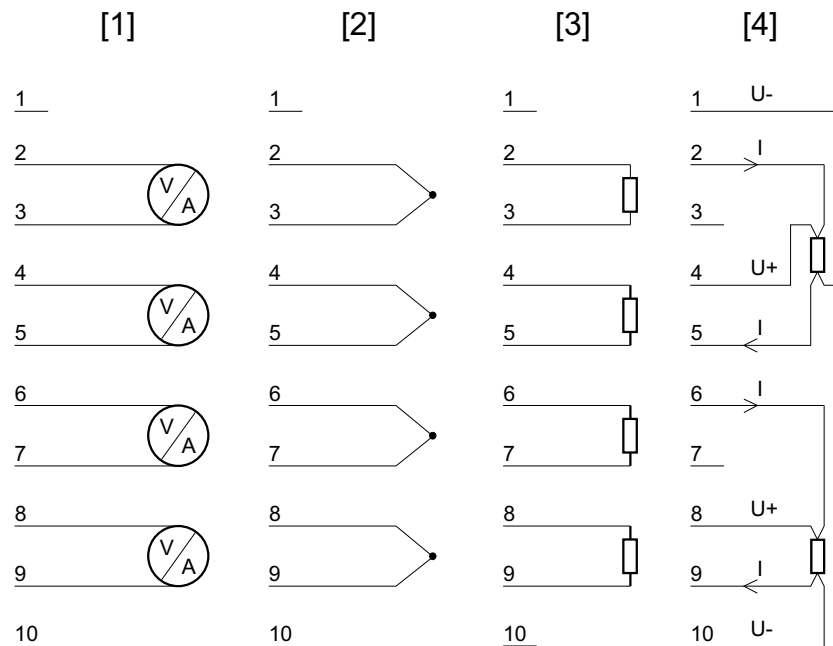 [1] [2] [3] [4]
1 1 1 1 U-
2 2 2 2 I
V A
3 3 3 3
4 4 4 4 U+
V A
5 5 5 5 I
6 6 6 6 I
V A
7 7 7 7
8 8 8 8 U+
V A
9 9 9 9 I
10 10 10 10 U-